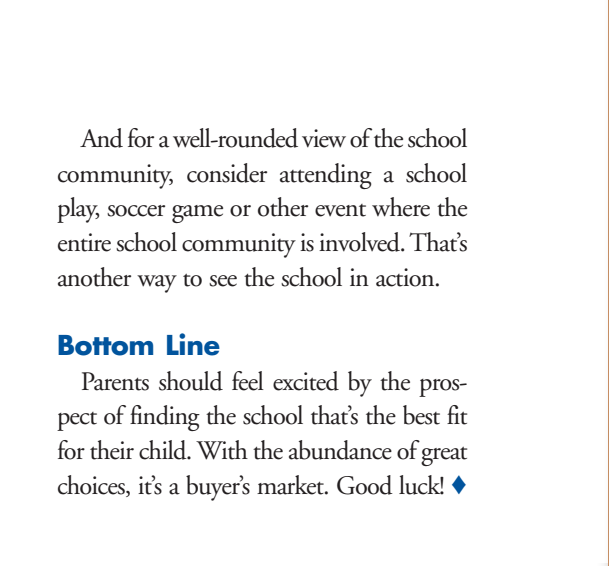 And for a well-rounded view of the school
community, consider attending a school
play, soccer game or other event where the
entire school community is involved. That's
another way to see the school in action.
Bottom Line
Parents should feel excited by the pros-
pect of finding the school that's the best fit
for their child. With the abundance of great
choices, it's a buyer's market. Good luck! ♦